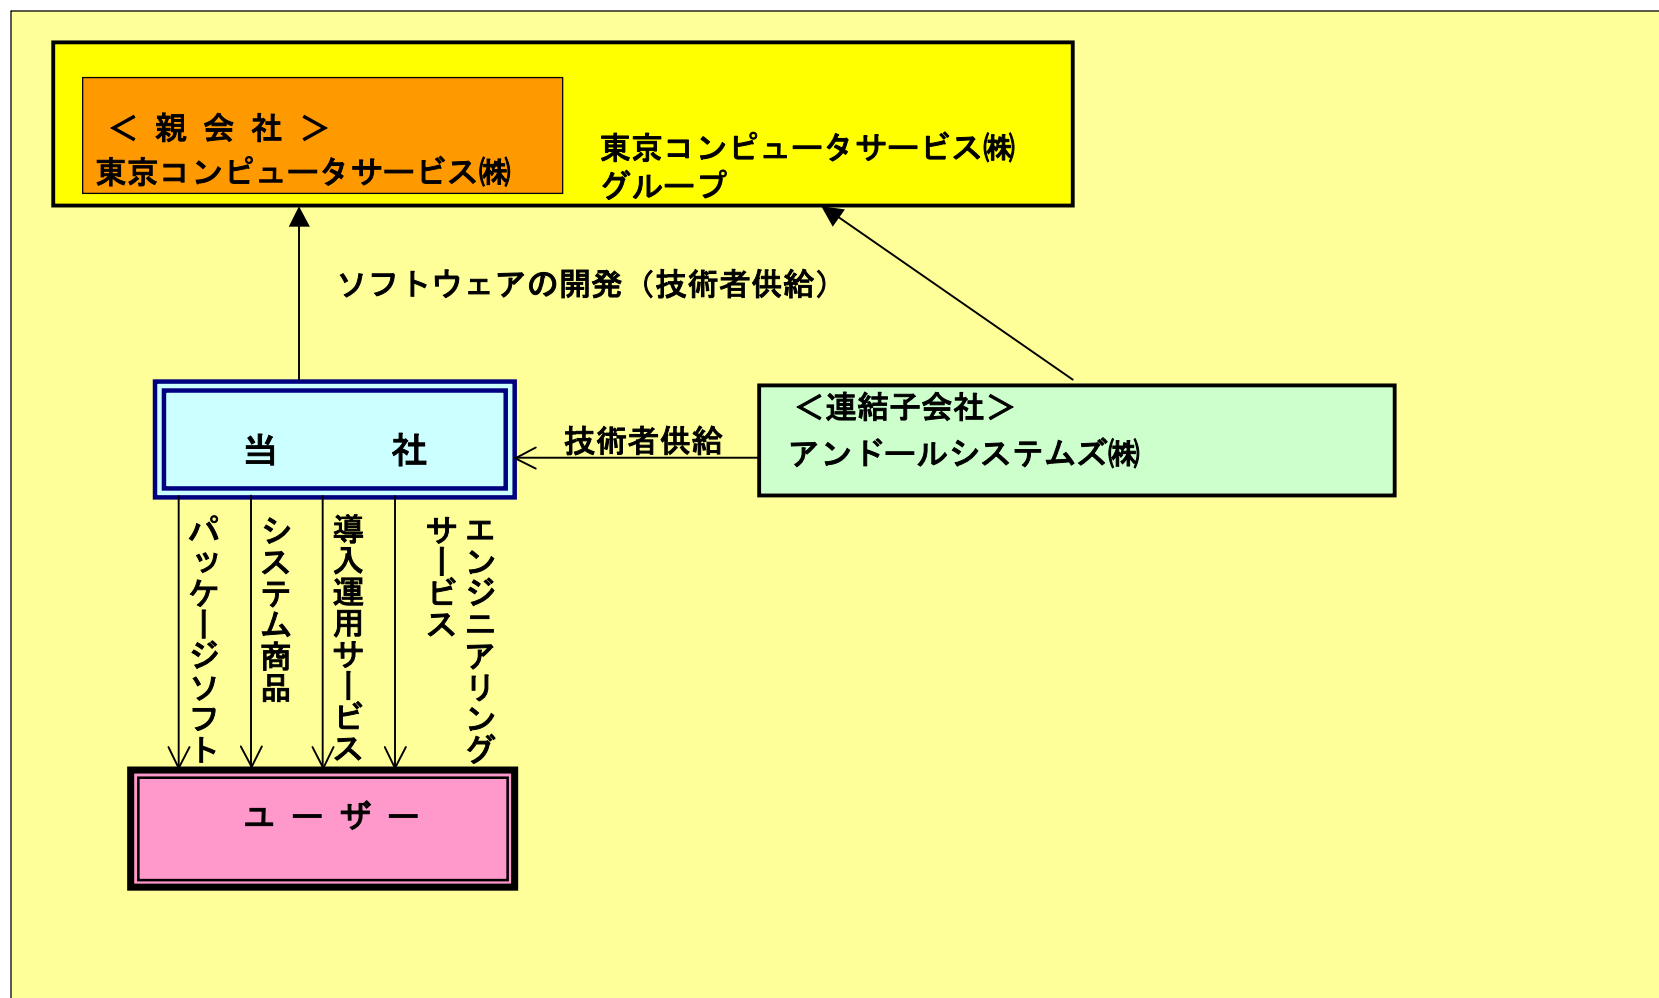 ＜ 親 会 社 ＞
東京コンピュータサービス㈱
東京コンピュータサービス㈱
グループ
ソフトウェアの開発（技術者供給）
当 社
技術者供給
＜連結子会社＞
アンドールシステムズ㈱
パッケージソフト
システム商品
導入運用サービス
エンジニアリング
サービス
ユ ー ザ ー